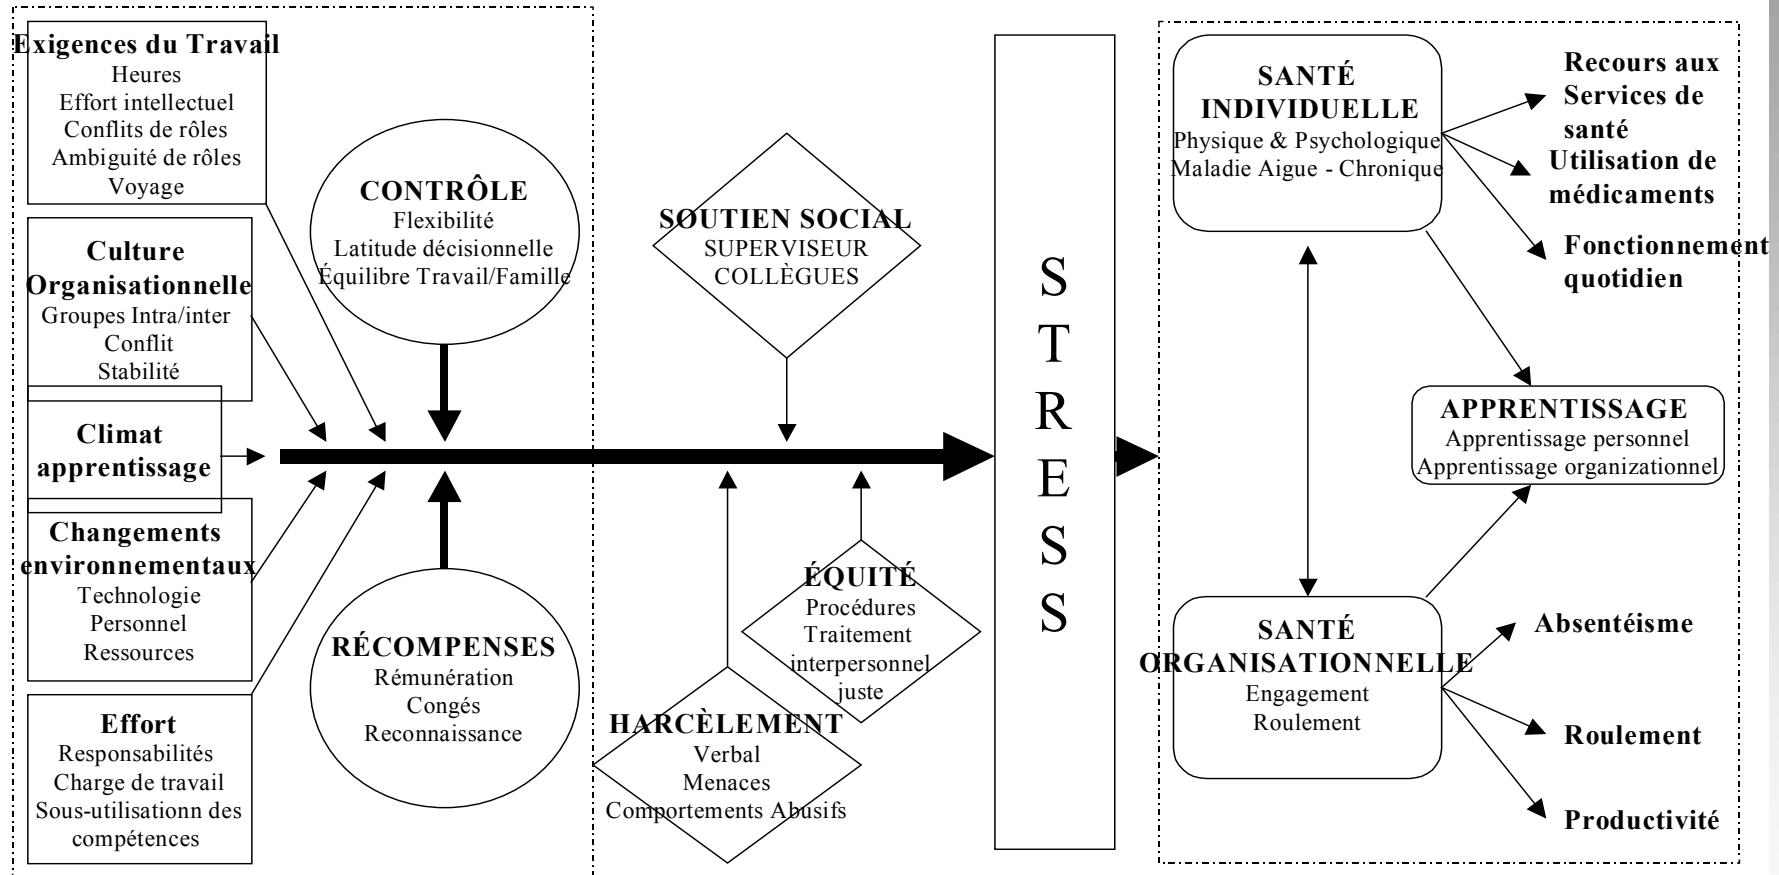 Exigences du Travail
Heures
Effort intellectuel
Conflits de rôles
Ambiguité de rôles
Voyage
Culture
Organisationnelle
Groupes Intra/inter
Conflit
Stabilité
Climat
apprentissage
Changements
environnementaux
Technologie
Personnel
Ressources
Effort
Responsabilités
Charge de travail
Sous-utilisationn des
compétences
CONTRÔLE
Flexibilité
Latitude décisionnelle
Équilibre Travail/Famille
RÉCOMPENSES
Rémunération
Congés
Reconnaissance
SOUTIEN SOCIAL
SUPERVISEUR
COLLÈGUES
HARCÈLEMENT
Verbal
Menaces
Comportements Abusifs
ÉQUITÉ
Procédures
Traitement
interpersonnel
juste
S
T
R
E
S
S
SANTÉ
INDIVIDUELLE
Physique & Psychologique
Maladie Aigue - Chronique
Recours aux
Services de
santé
Utilisation de
médicaments
Fonctionnement
quotidien
APPRENTISSAGE
Apprentissage personnel
Apprentissage organizationnel
SANTÉ
ORGANISATIONNELLE
Engagement
Roulement
Absentéisme
Roulement
Productivité